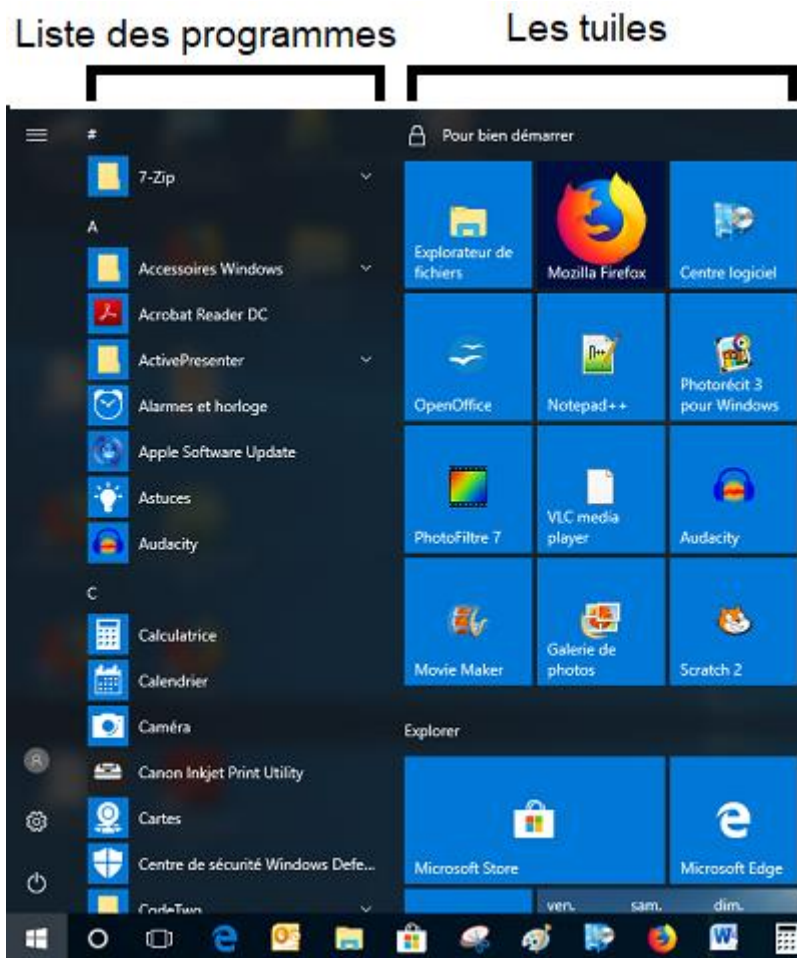 Liste des programmes
Les tuiles
#
7-Zip
A
Accessoires Windows
Acrobat Reader DC
ActivePresenter
Alarmes et horloge
Apple Software Update
Astuces
Audacity
C
Calculatrice
Calendrier
Caméra
Canon Inkjet Print Utility
Cartes
Centre de sécurité Windows Defe...
CodeTwo
Pour bien démarrer
Explorateur de
fichiers
Mozilla Firefox
Centre logiciel
OpenOffice
Notepad++
Photorécit 3
pour Windows
PhotoFiltre 7
VLC media
player
Audacity
Movie Maker
Galerie de
photos
Scratch 2
Explorer
Microsoft Store
Microsoft Edge
ven.
sam.
dim.